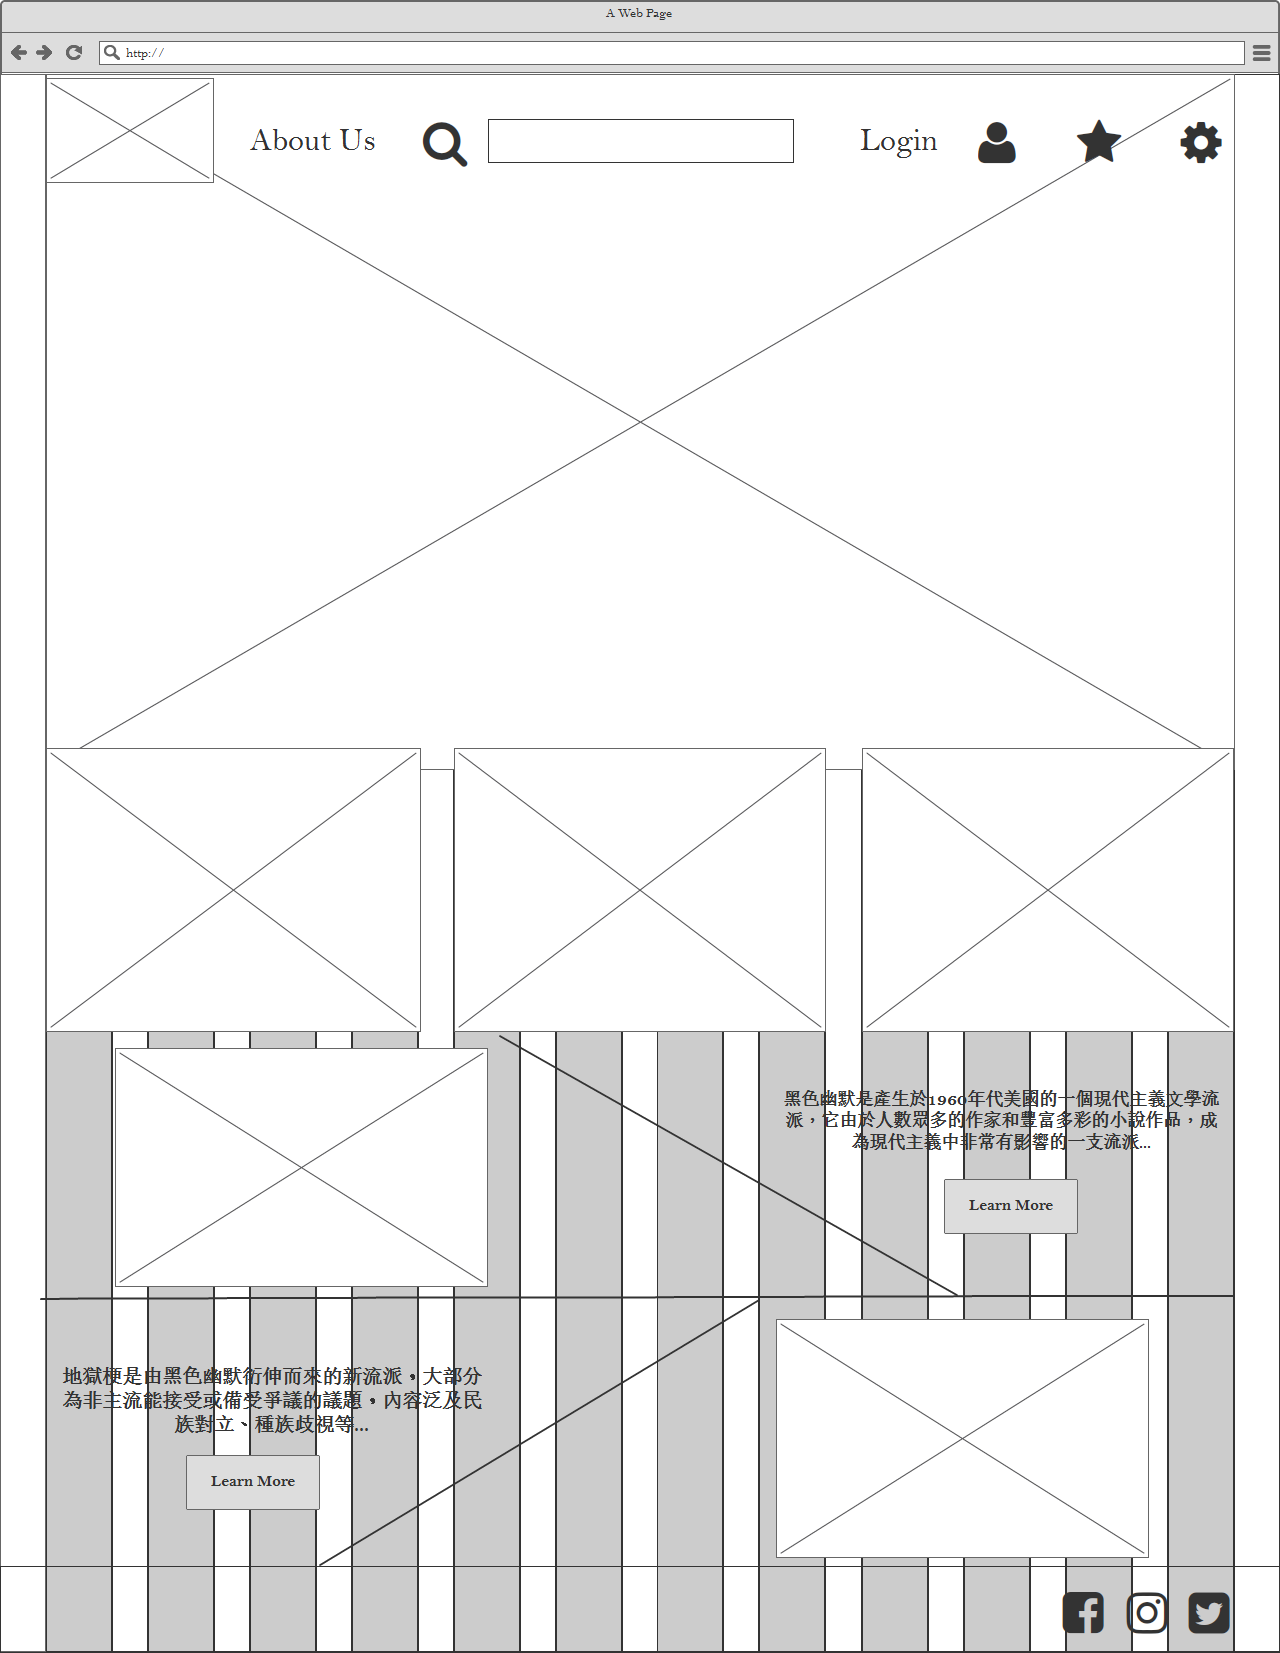 A Web Page
http://
About Us
Login
黑色幽默是產生於1960年代美國的一個現代主義文學流
派，它由於人數眾多的作家和豐富多彩的小說作品，成
為現代主義中非常有影響的一支流派...
Learn More
地獄梗是由黑色幽默衍伸而來的新流派，大部分
為非主流能接受或備受爭議的議題，內容泛及民
族對立、種族歧視等...
Learn More